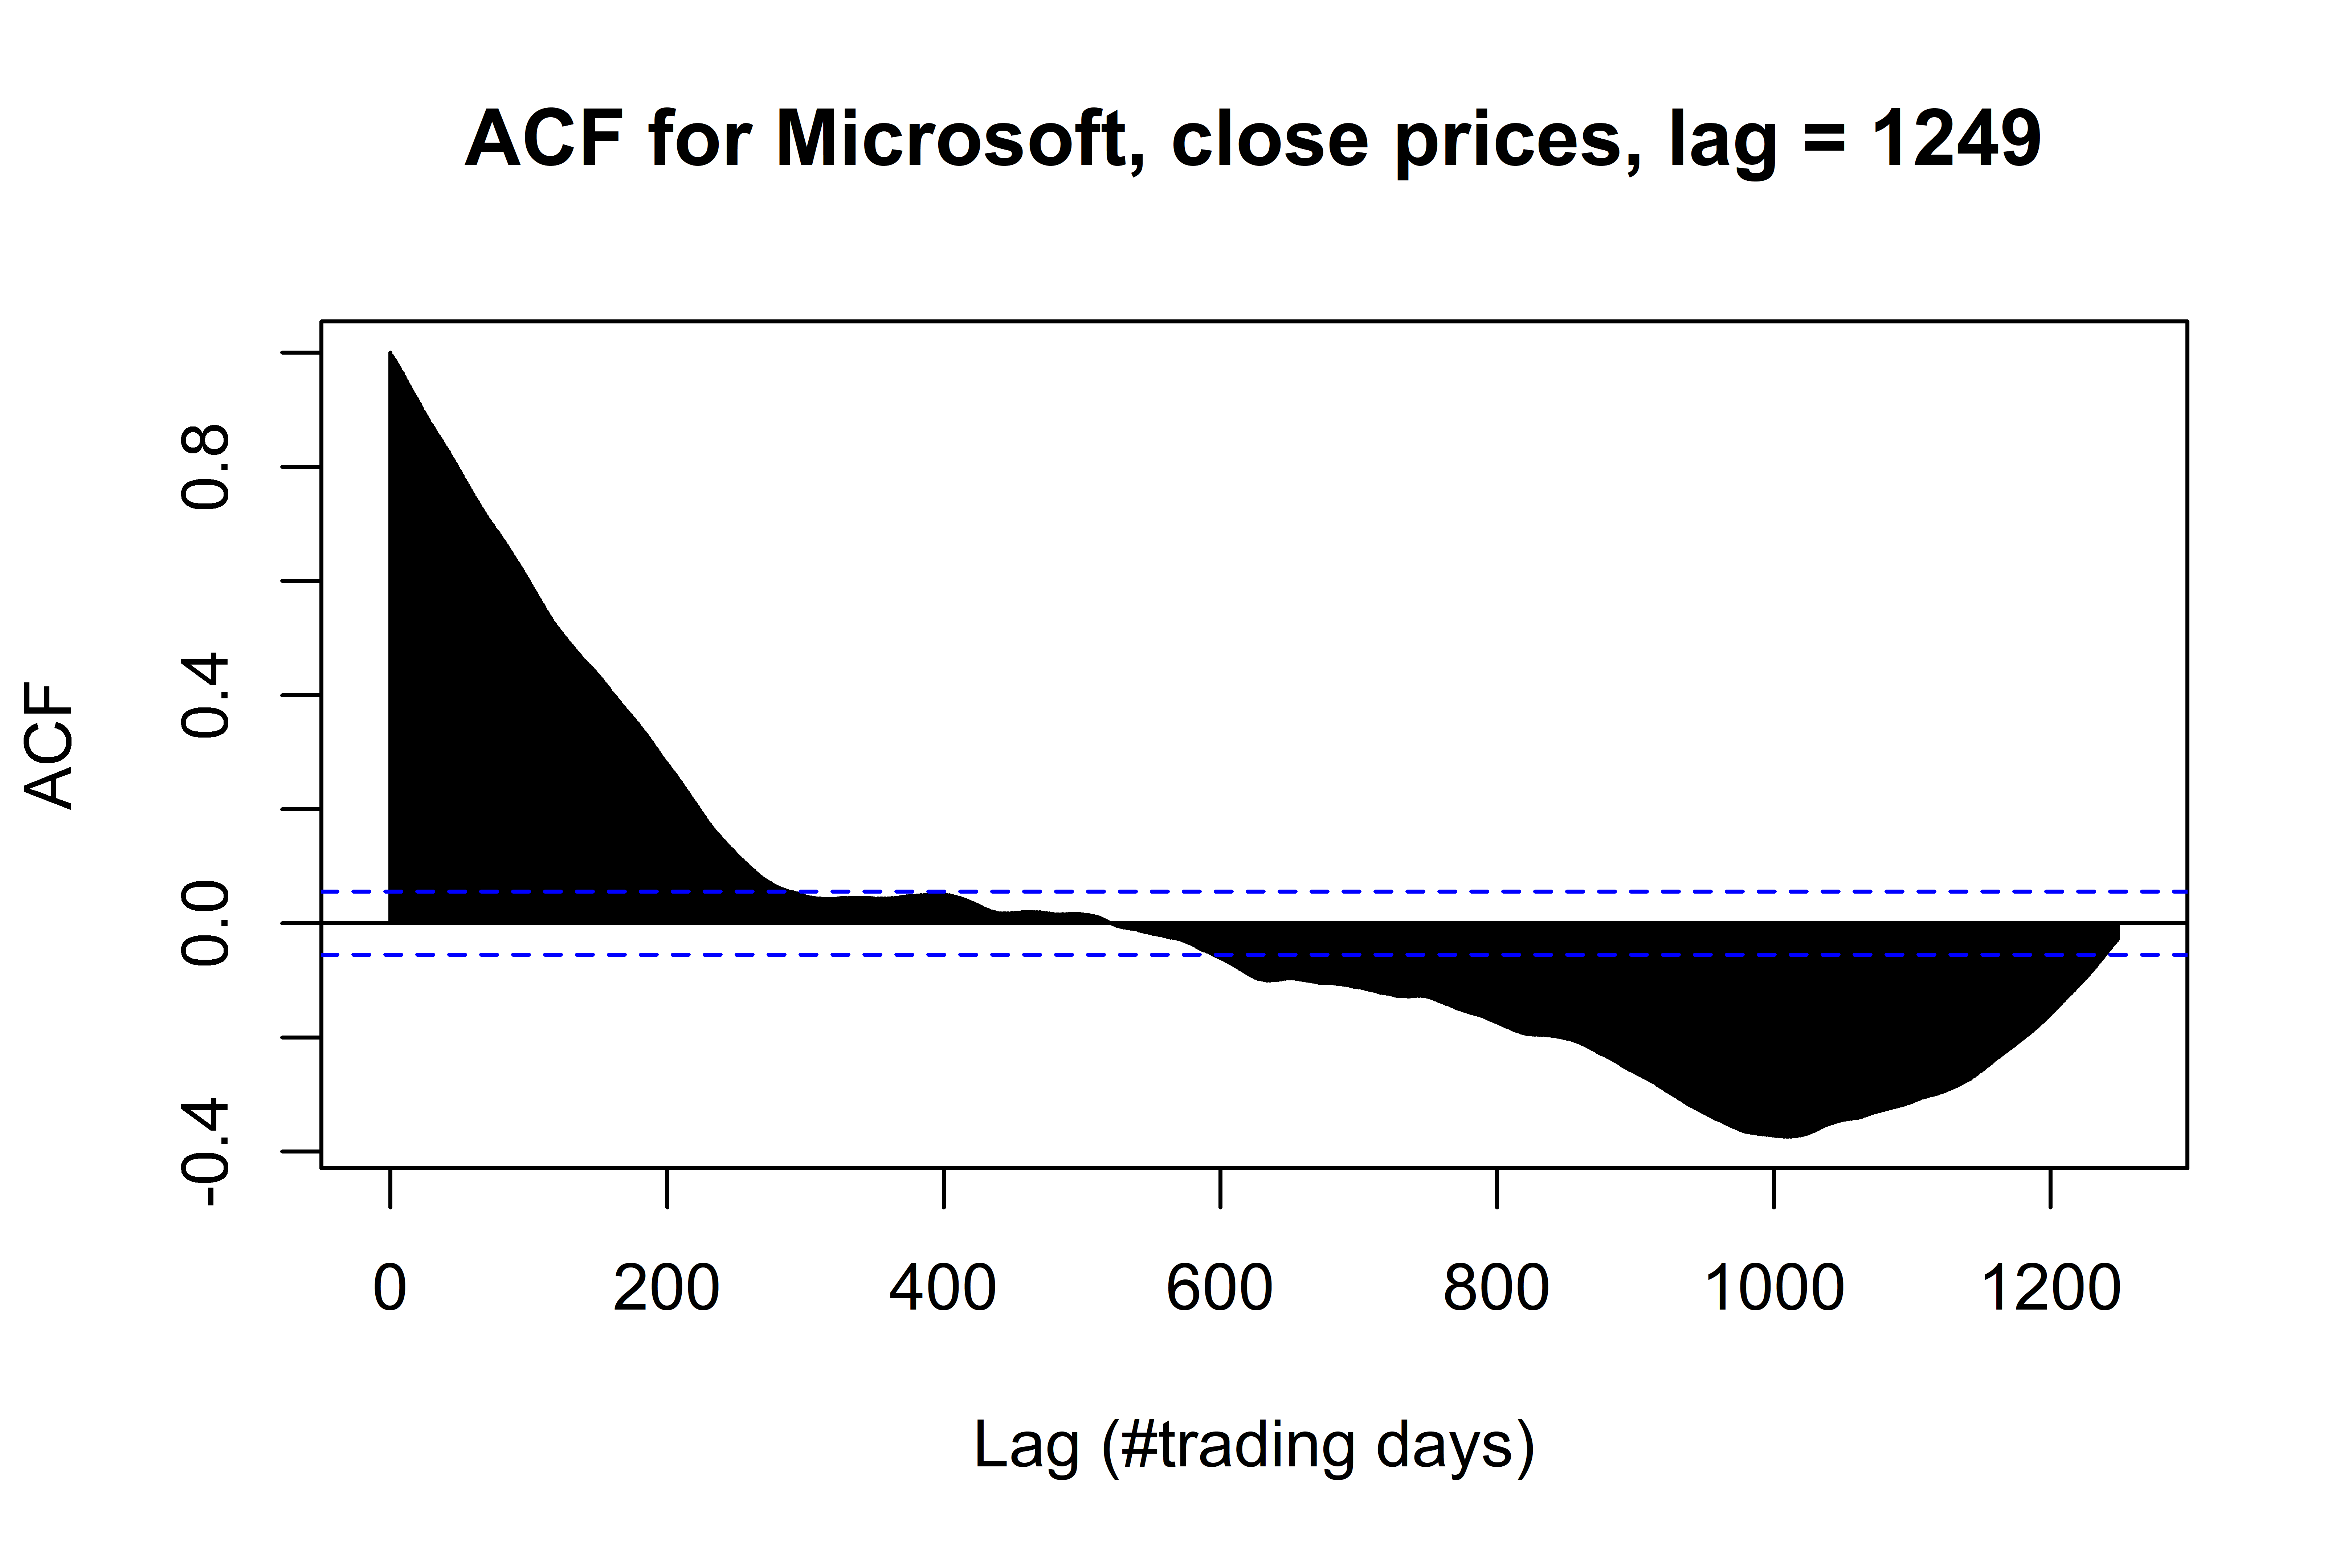 ACF for Microsoft, close prices, lag = 1249
ACF
0.8
0.4
0.0
-0.4
0 200 400 600 800 1000 1200
Lag (#trading days)